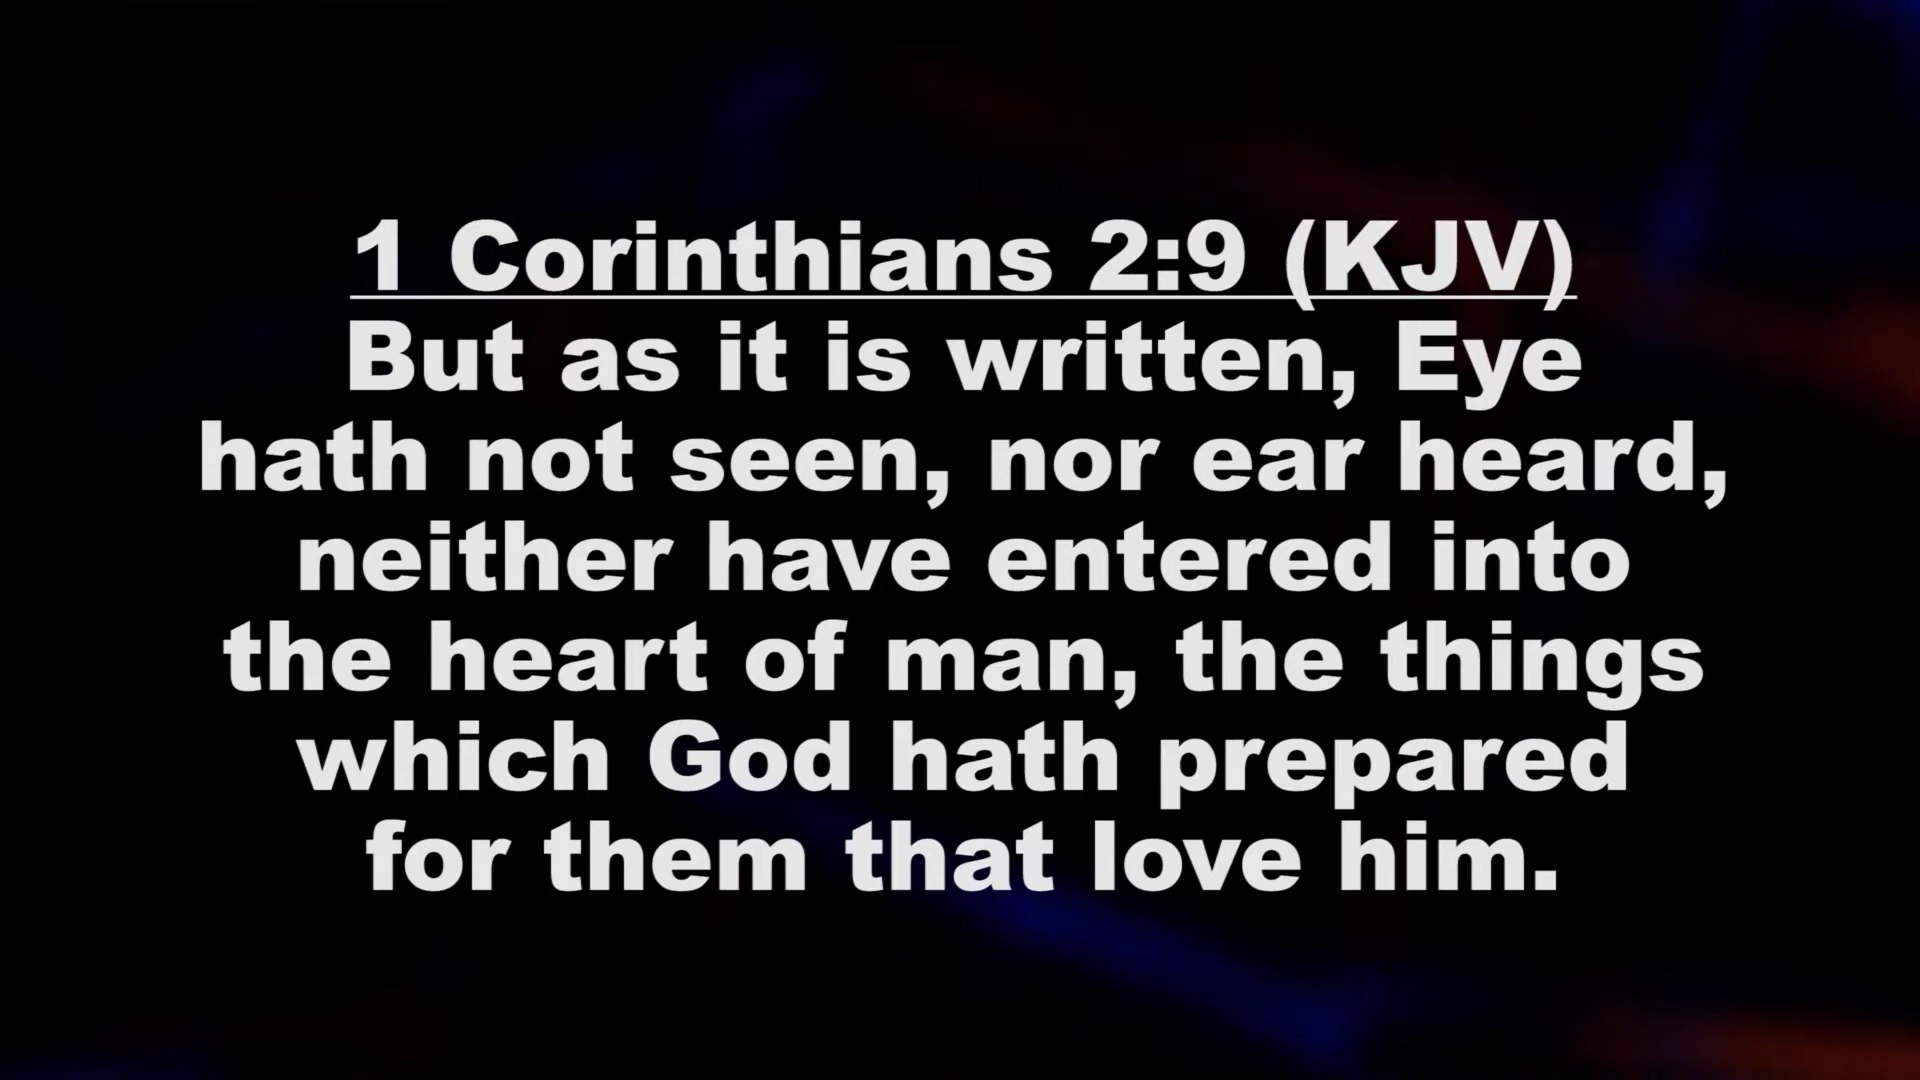 1 Corinthians 2:9 (KJV)
But as it is written, Eye
hath not seen, nor ear heard,
neither have entered into
the heart of man, the things
which God hath prepared
for them that love him.